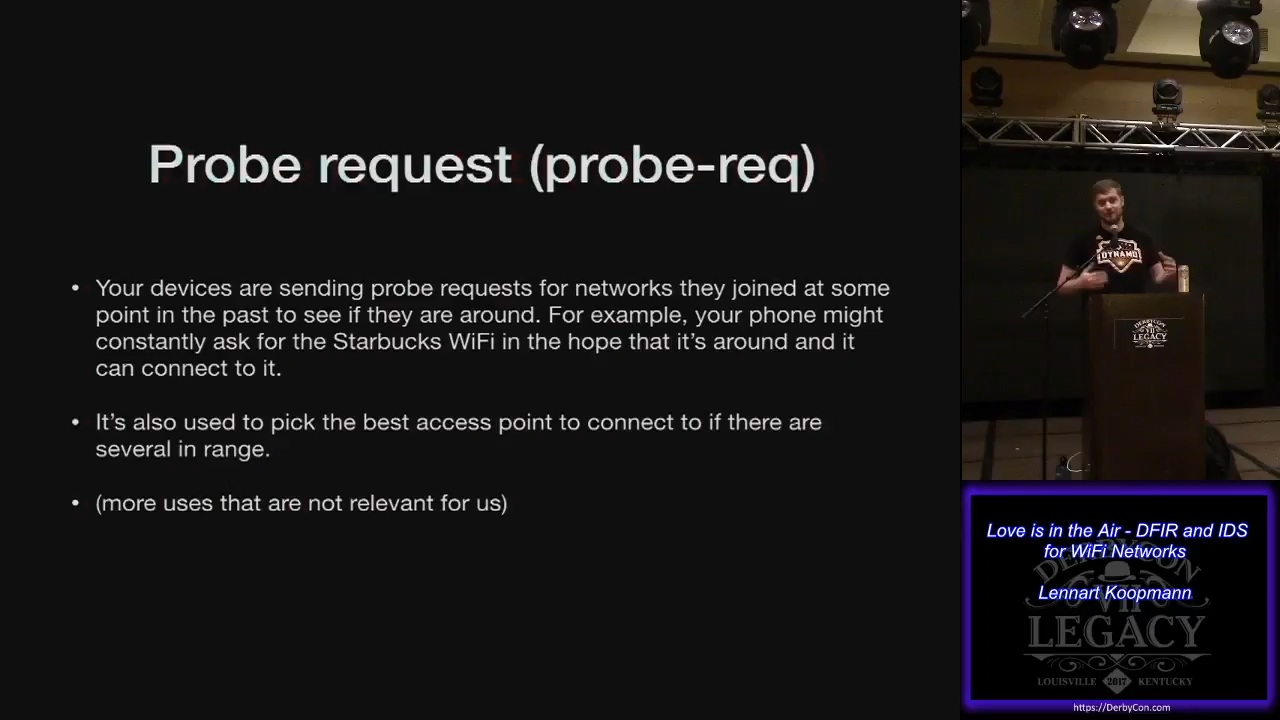 Probe request (probe-req)
• Your devices are sending probe requests for networks they joined at some
point in the past to see if they are around. For example, your phone might
constantly ask for the Starbucks WiFi in the hope that it's around and it
can connect to it.
• It's also used to pick the best access point to connect to if there are
several in range.
• (more uses that are not relevant for us)
DYNAMO
DERBYCON
VII
LEGACY
Love is in the Air - DFIR and IDS
for WiFi Networks
Lennart Koopmann
DERBYCON
VII
LEGACY
LOUISVILLE 2017 KENTUCKY
https://DerbyCon.com